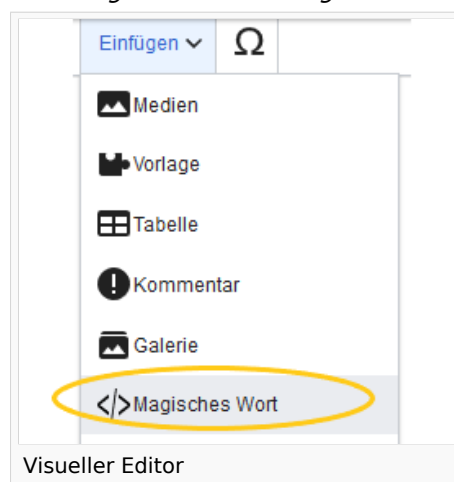 Einfügen Ω
Medien
Vorlage
Tabelle
Kommentar
Galerie
</>Magisches Wort
Visueller Editor